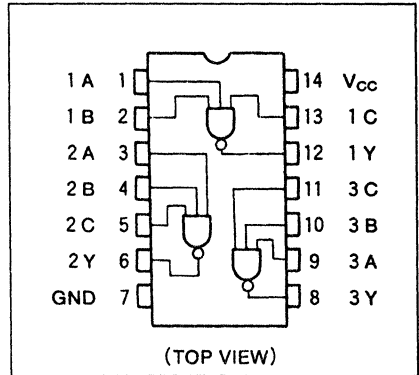 1A 1 14 Vcc
1B 2 13 1C
2A 3 12 1Y
2B 4 11 3C
2C 5 10 3B
2Y 6 9 3A
GND 7 8 3Y
(TOP VIEW)